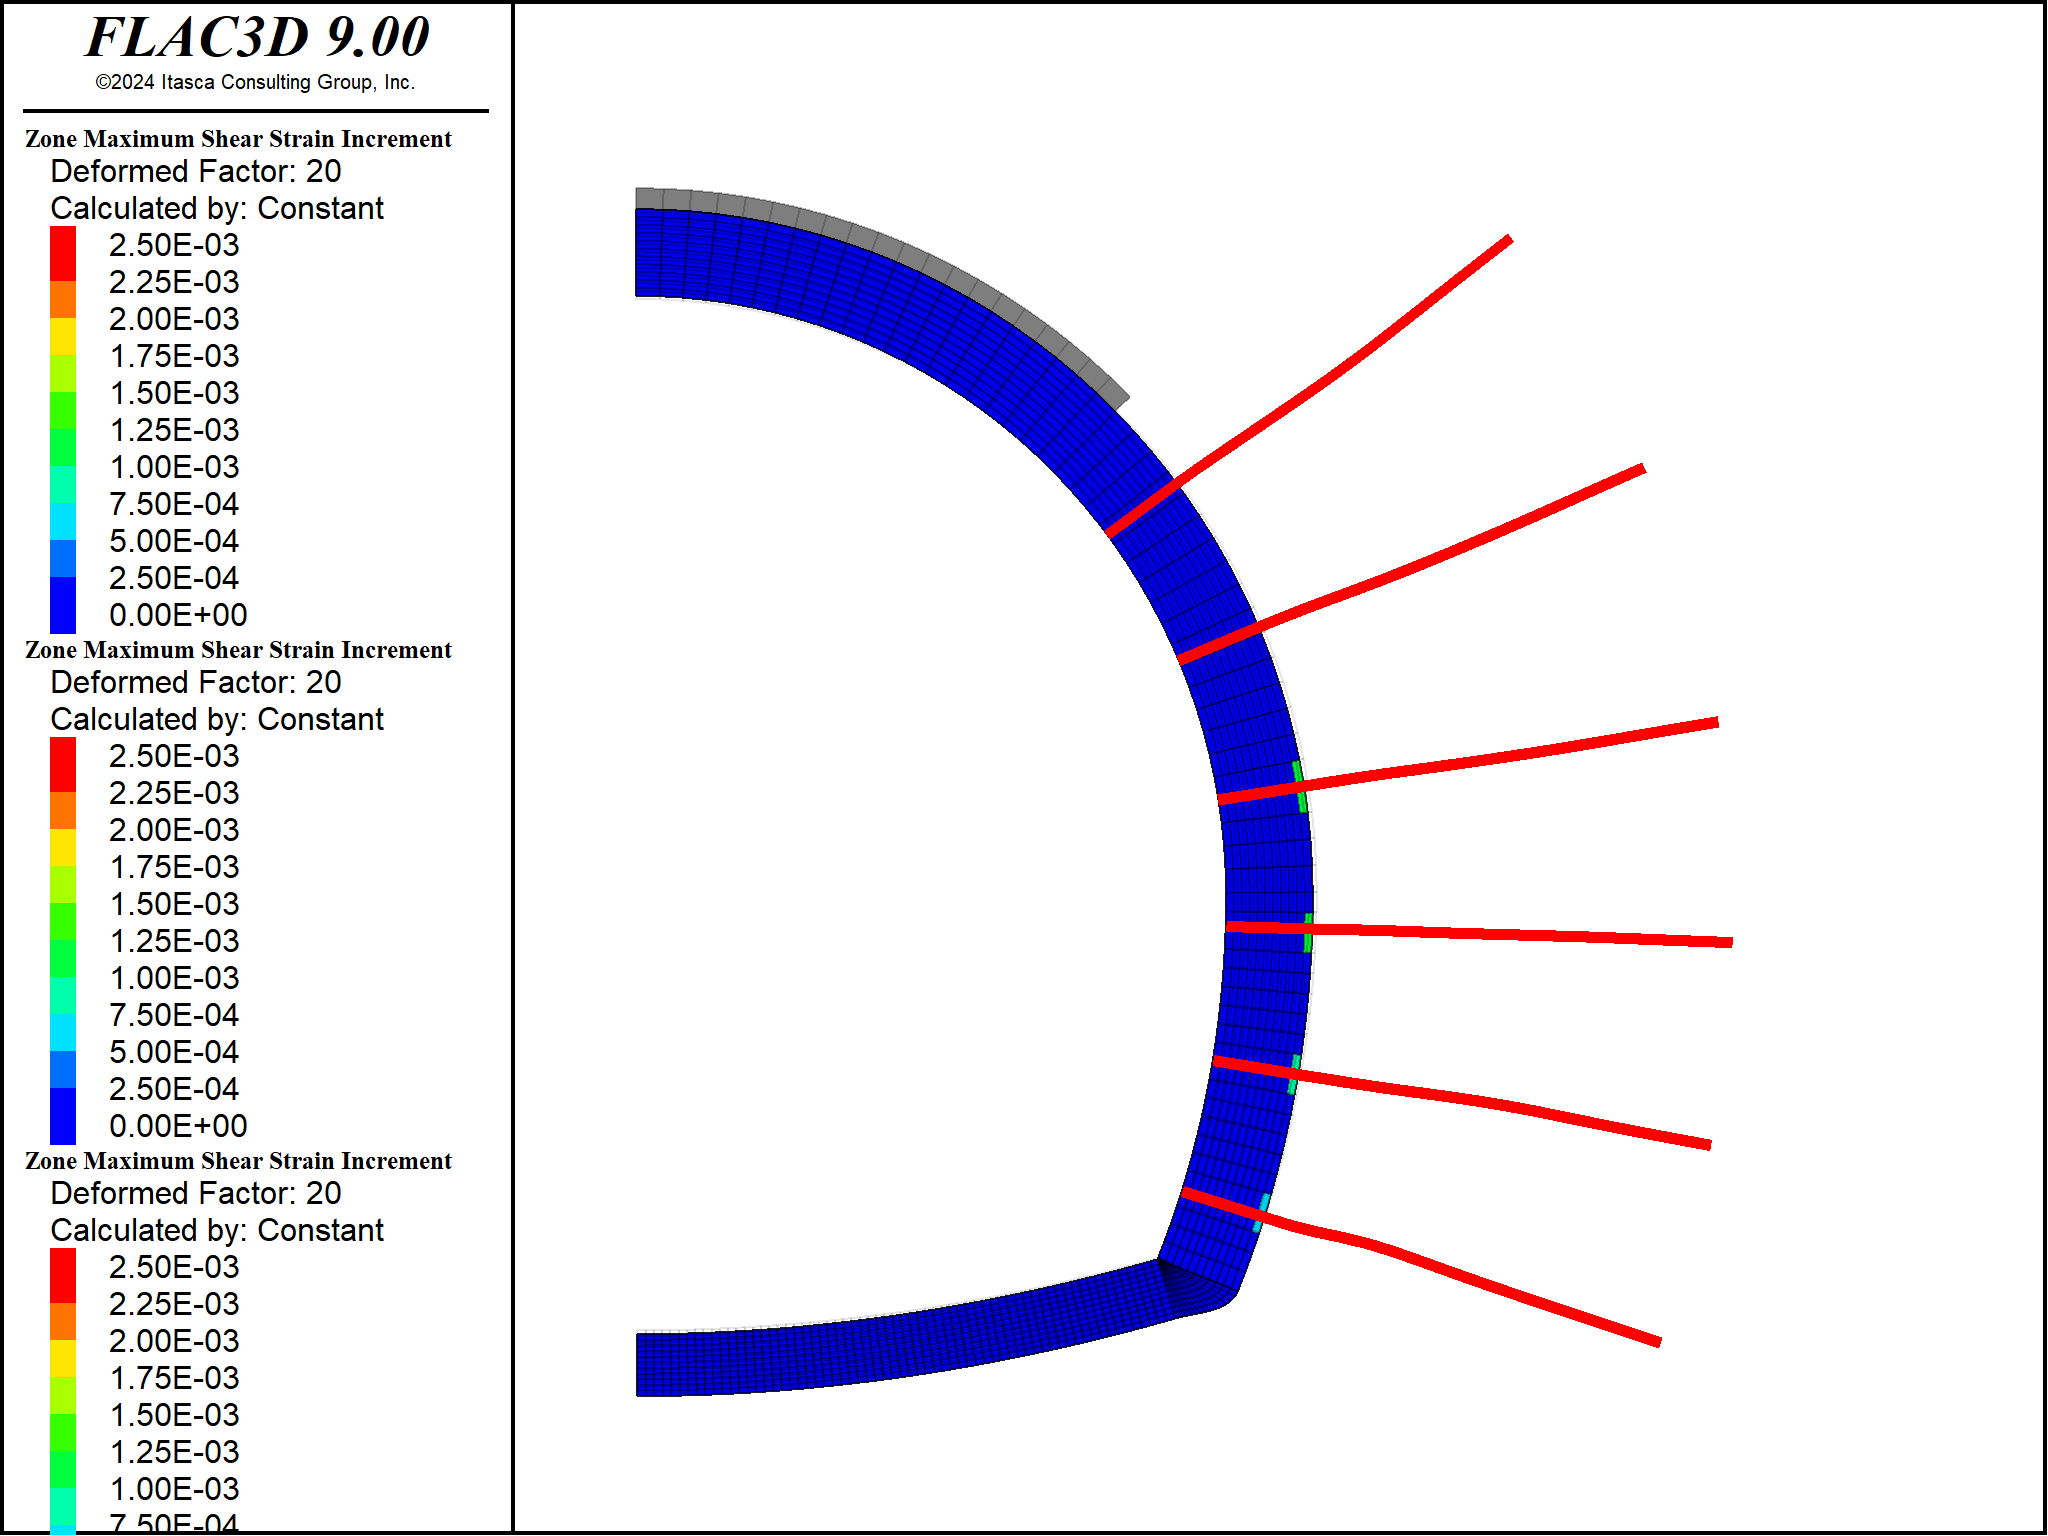 FLAC3D 9.00
©2024 Itasca Consulting Group, Inc.
Zone Maximum Shear Strain Increment
Deformed Factor: 20
Calculated by: Constant
2.50E-03
2.25E-03
2.00E-03
1.75E-03
1.50E-03
1.25E-03
1.00E-03
7.50E-04
5.00E-04
2.50E-04
0.00E+00
Zone Maximum Shear Strain Increment
Deformed Factor: 20
Calculated by: Constant
2.50E-03
2.25E-03
2.00E-03
1.75E-03
1.50E-03
1.25E-03
1.00E-03
7.50E-04
5.00E-04
2.50E-04
0.00E+00
Zone Maximum Shear Strain Increment
Deformed Factor: 20
Calculated by: Constant
2.50E-03
2.25E-03
2.00E-03
1.75E-03
1.50E-03
1.25E-03
1.00E-03
7.50E-04